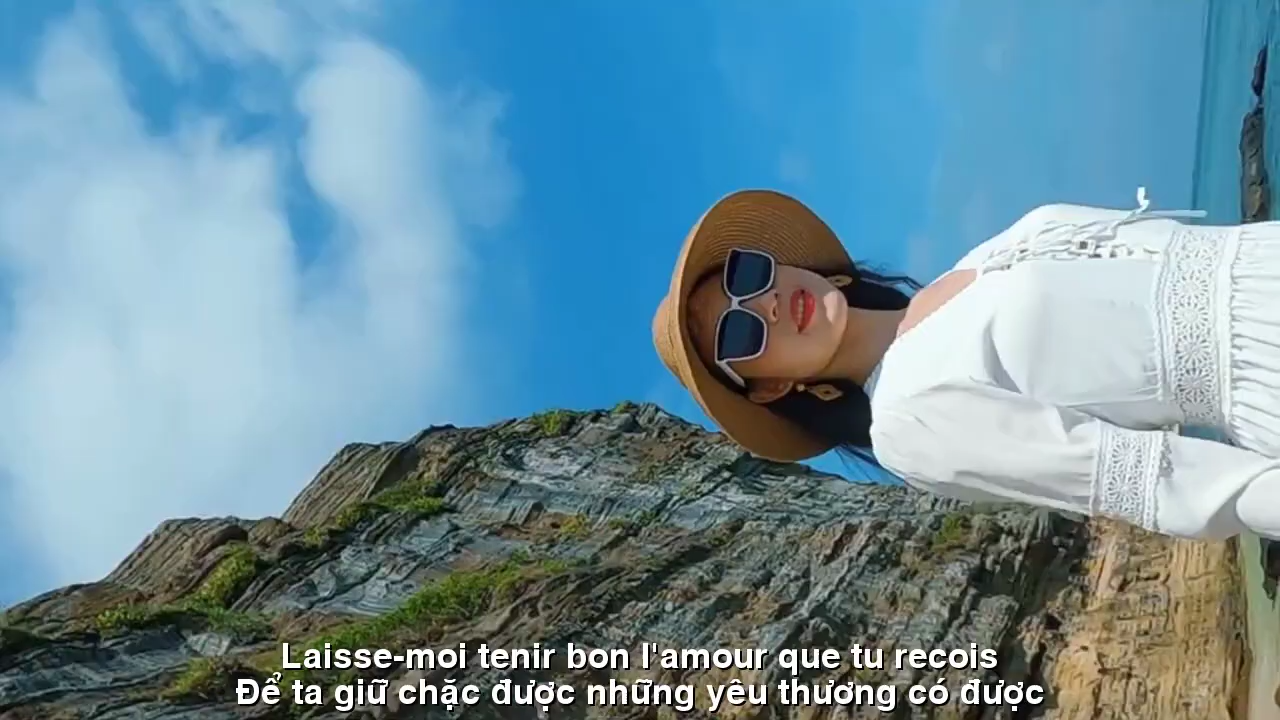 Laisse-moi tenir bon l'amour que tu recois
Để ta giữ chặc được những yêu thương có được